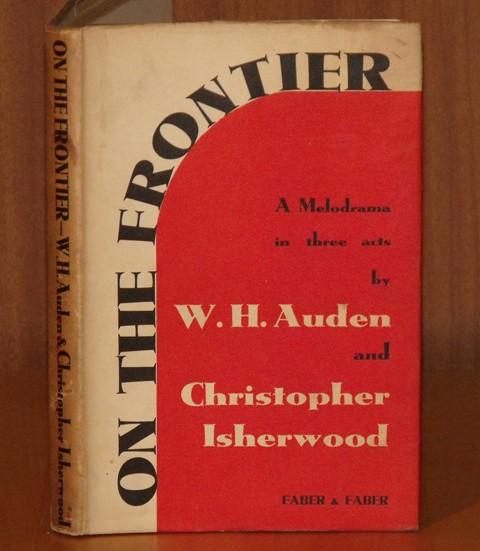 ON THE FRONTIER—W.H. Auden & Christopher Isherwood
ON THE FRONTIER
A Melodrama
in three acts
by
W. H. Auden
and
Christopher
Isherwood
FABER & FABER